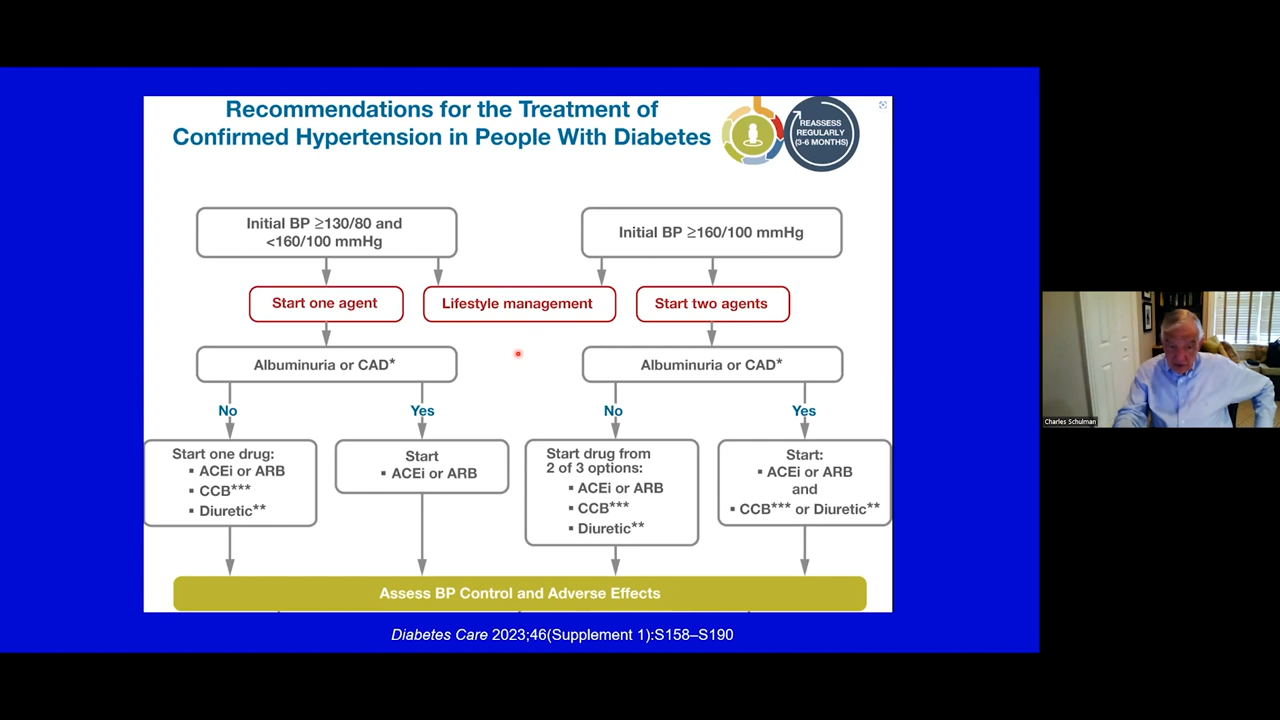 Recommendations for the Treatment of
Confirmed Hypertension in People With Diabetes
REASSESS
REGULARLY
(3-6 MONTHS)
Initial BP ≥130/80 and
<160/100 mmHg
Initial BP ≥160/100 mmHg
Start one agent
Lifestyle management
Start two agents
Albuminuria or CAD*
Albuminuria or CAD*
No
Yes
No
Yes
Start one drug:
▪ ACEi or ARB
▪ CCB***
▪ Diuretic**
Start
▪ ACEi or ARB
Start drug from
2 of 3 options:
▪ ACEi or ARB
▪ CCB***
▪ Diuretic**
Start:
▪ ACEi or ARB
and
▪ CCB*** or Diuretic**
Assess BP Control and Adverse Effects
Diabetes Care 2023;46(Supplement 1):S158–S190
Charles Schulman